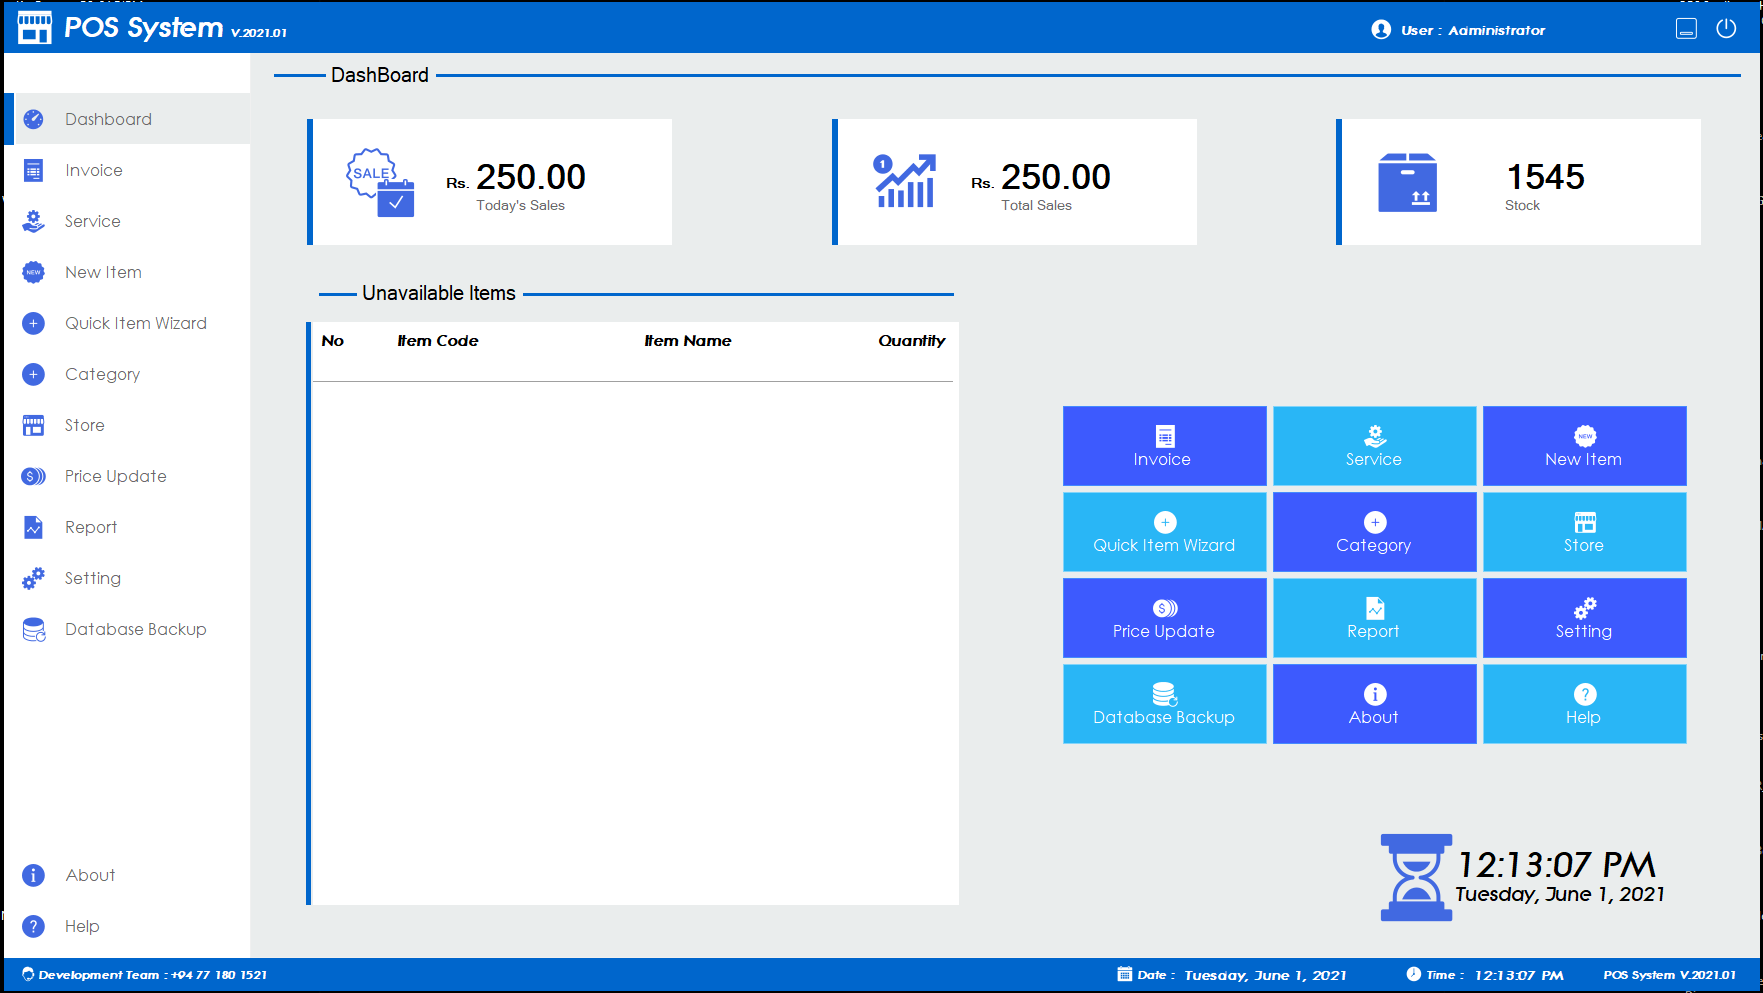 POS System V.2021.01
User : Administrator
DashBoard
Dashboard
Invoice
Service
New Item
Quick Item Wizard
Category
Store
Price Update
Report
Setting
Database Backup
About
Help
SALE
Rs. 250.00
Today's Sales
1
Rs. 250.00
Total Sales
1545
Stock
Unavailable Items
No Item Code Item Name Quantity
Invoice Service New Item
Quick Item Wizard Category Store
Price Update Report Setting
Database Backup About Help
12:13:07 PM
Tuesday, June 1, 2021
Development Team : +94 77 180 1521
Date : Tuesday, June 1, 2021
Time : 12:13:07 PM
POS System V.2021.01